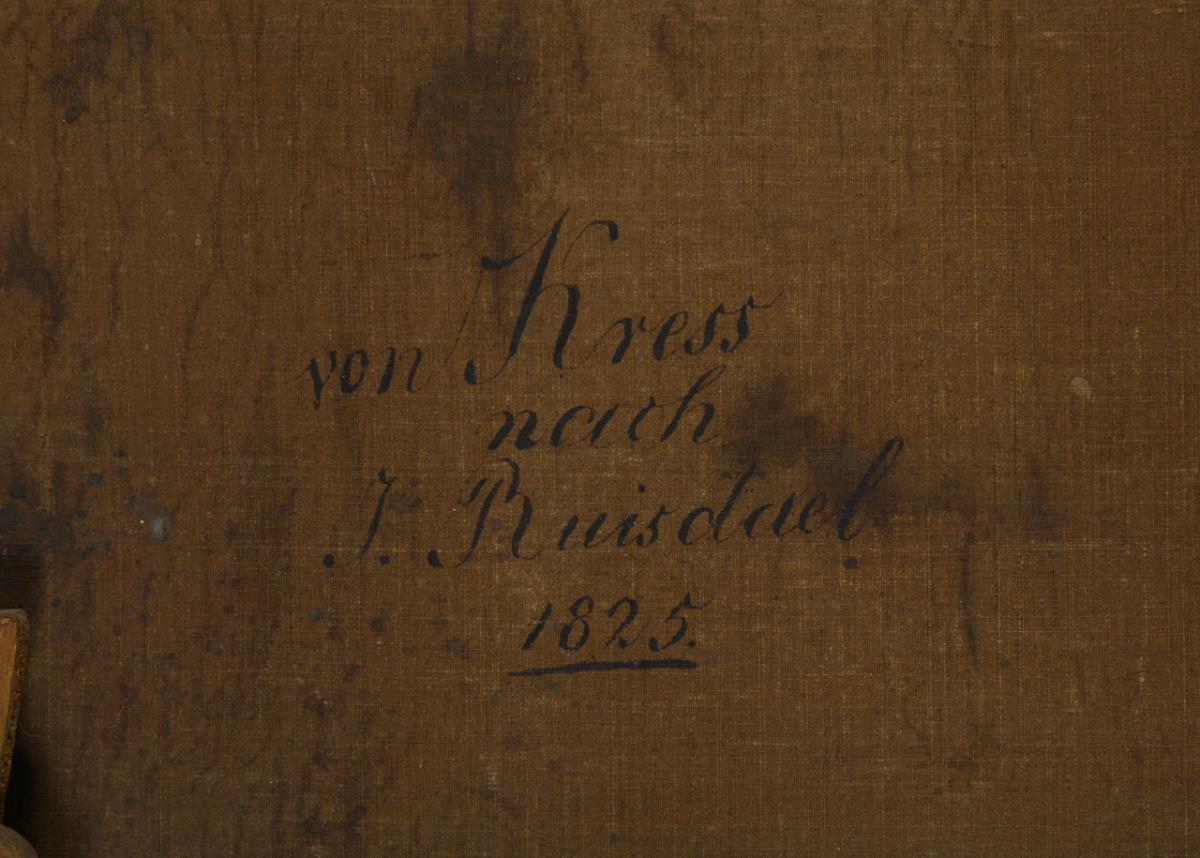 von Kress
nach
J. Ruisdael.
1825.